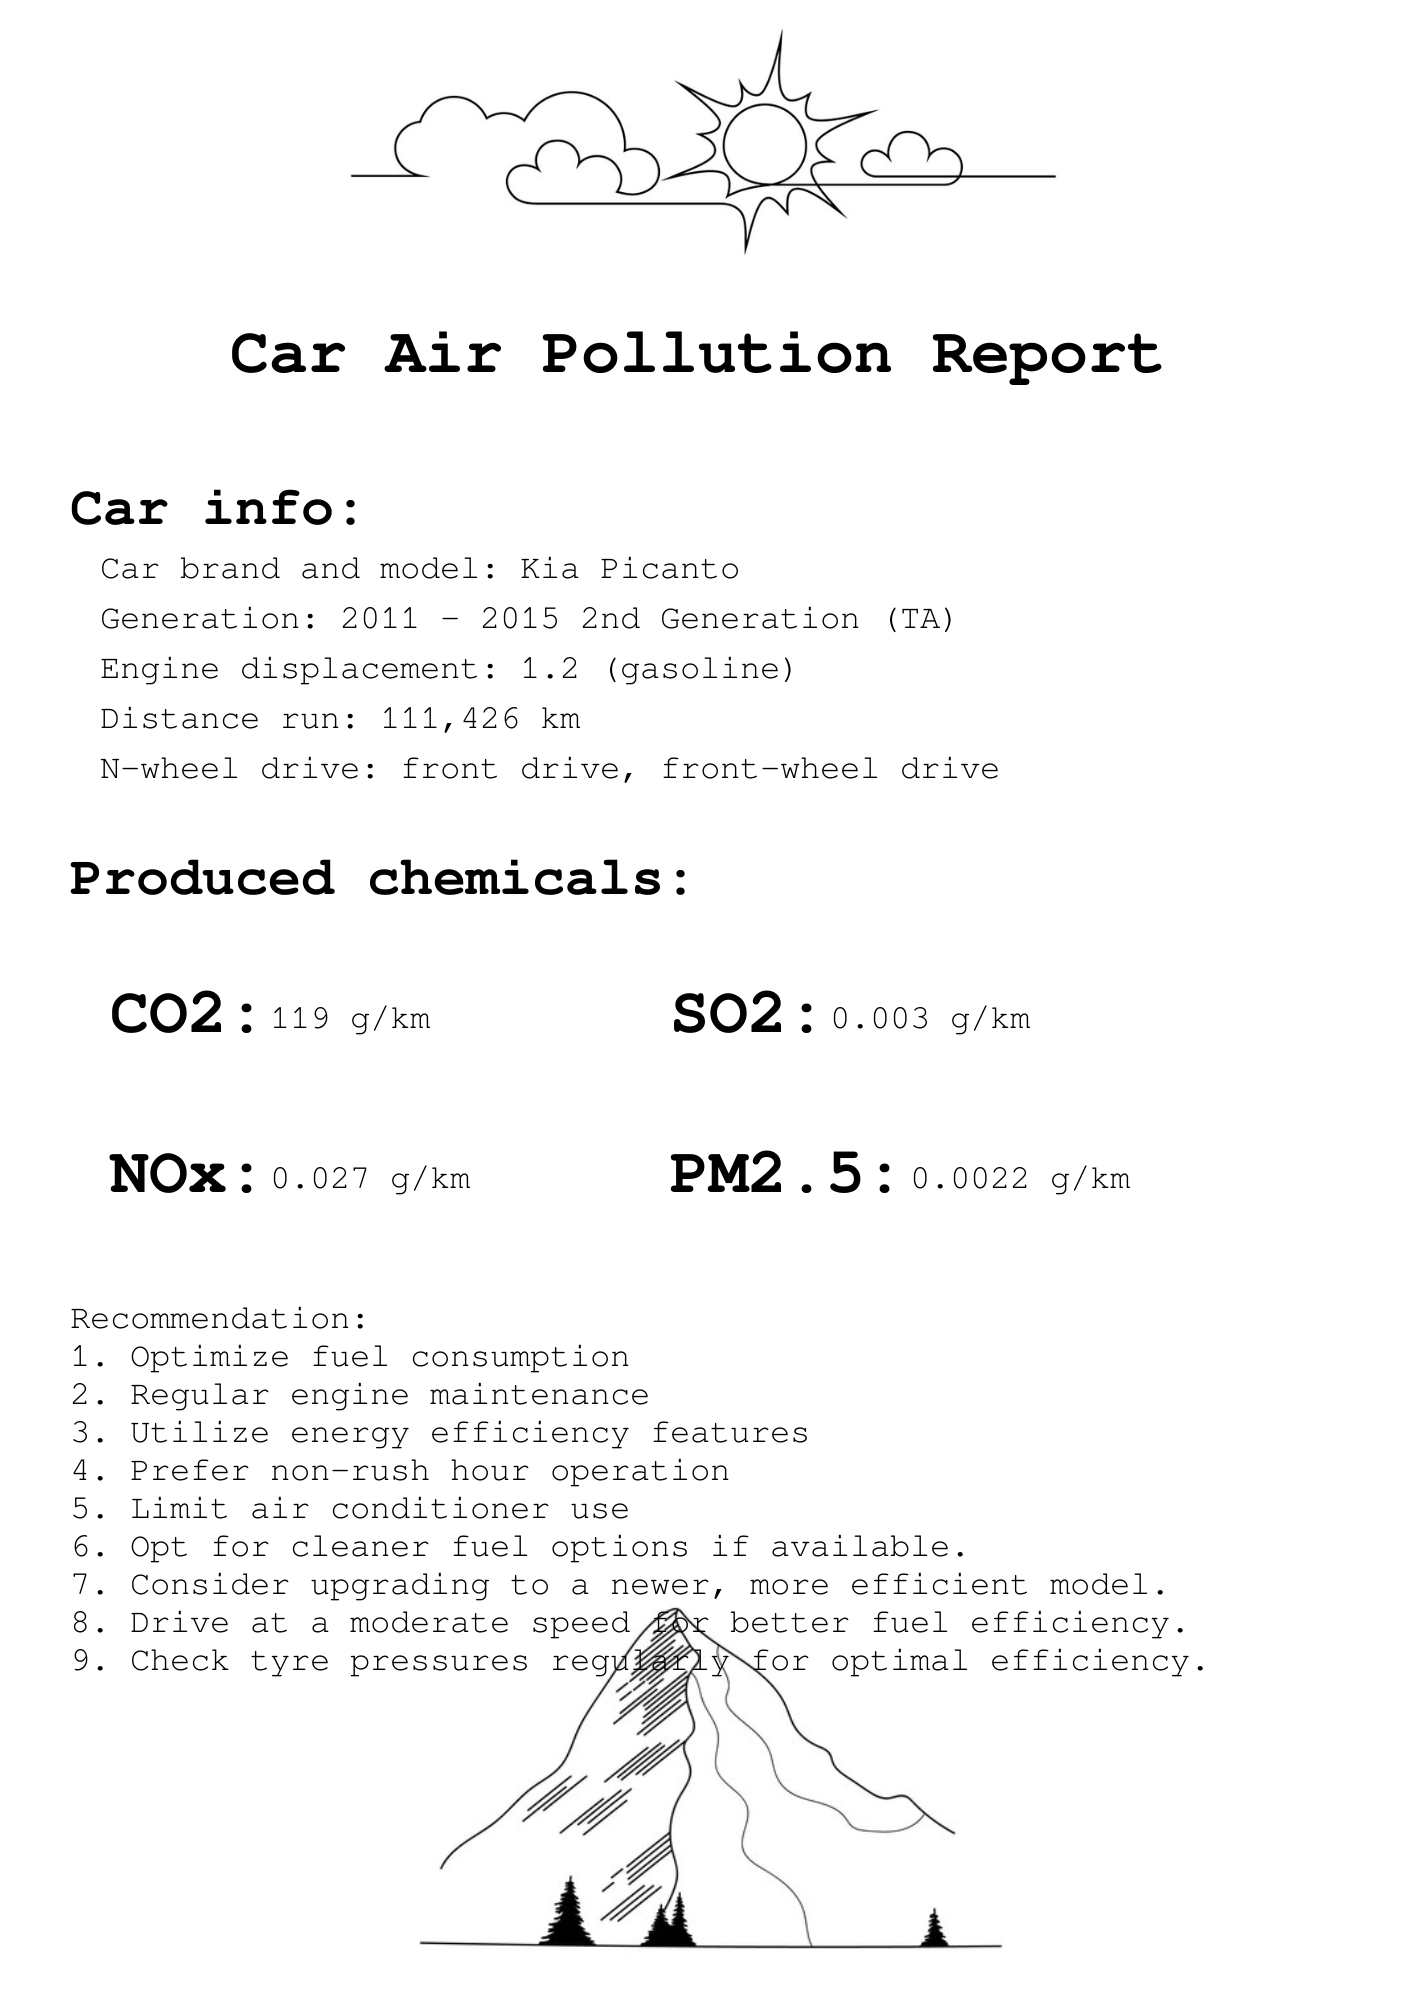 Car Air Pollution Report
Car info:
Car brand and model: Kia Picanto
Generation: 2011 - 2015 2nd Generation (TA)
Engine displacement: 1.2 (gasoline)
Distance run: 111,426 km
N-wheel drive: front drive, front-wheel drive
Produced chemicals:
CO2: 119 g/km
SO2: 0.003 g/km
NOx: 0.027 g/km
PM2.5: 0.0022 g/km
Recommendation:
1. Optimize fuel consumption
2. Regular engine maintenance
3. Utilize energy efficiency features
4. Prefer non-rush hour operation
5. Limit air conditioner use
6. Opt for cleaner fuel options if available.
7. Consider upgrading to a newer, more efficient model.
8. Drive at a moderate speed for better fuel efficiency.
9. Check tyre pressures regularly for optimal efficiency.